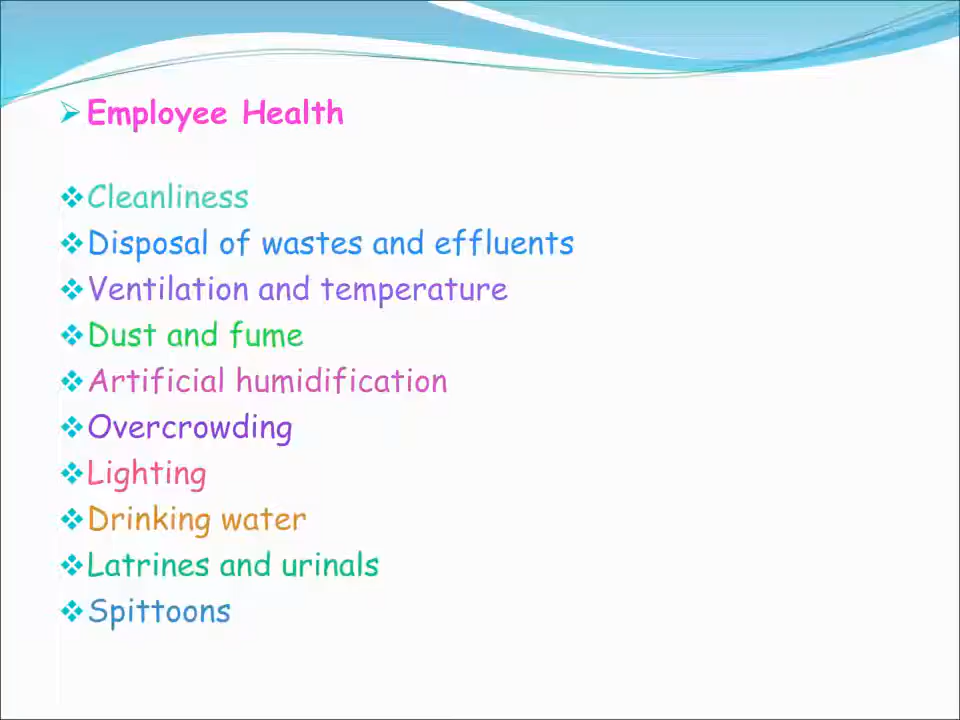 Employee Health
Cleanliness
Disposal of wastes and effluents
Ventilation and temperature
Dust and fume
Artificial humidification
Overcrowding
Lighting
Drinking water
Latrines and urinals
Spittoons